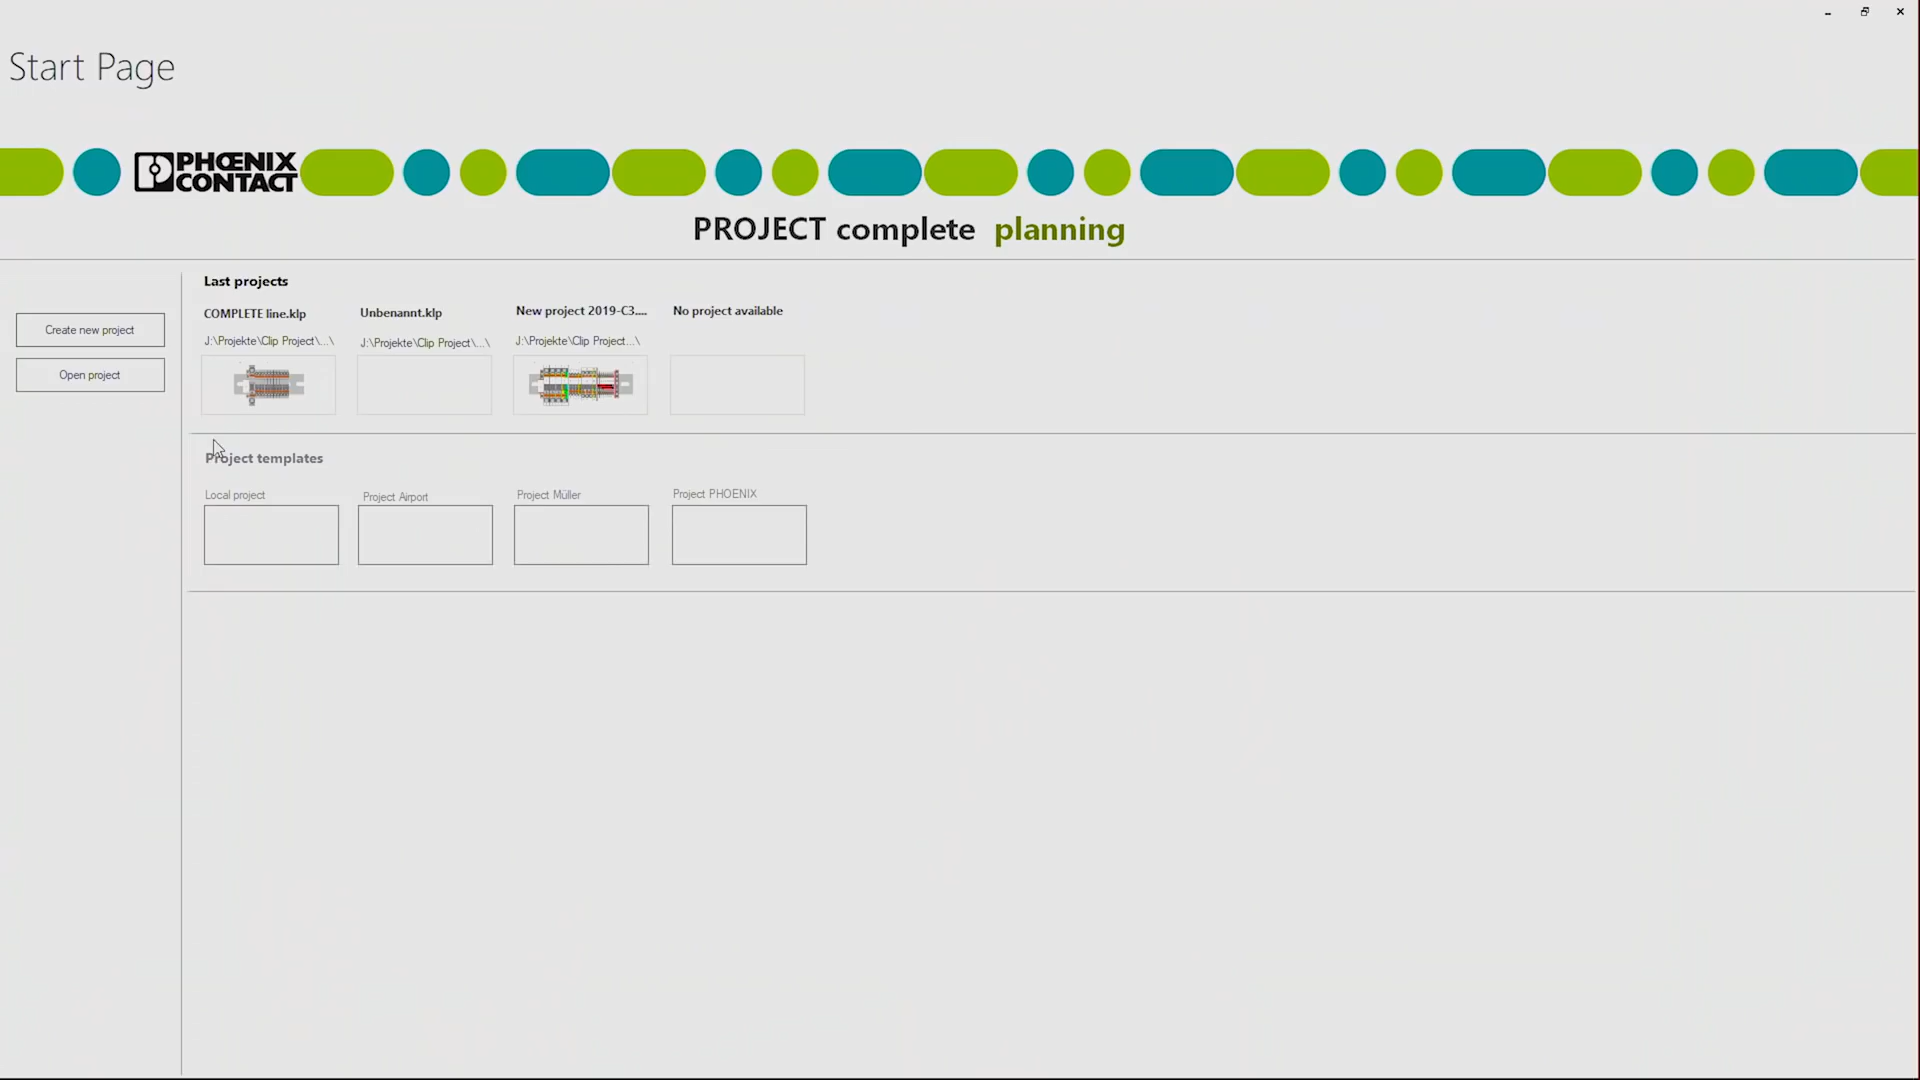 Start Page
PHŒNIX
CONTACT
PROJECT complete planning
Last projects
COMPLETE line.klp
Unbenannt.klp
New project 2019-C3....
No project available
J:\Projekte\Clip Project\...\
J:\Projekte\Clip Project\...\
J:\Projekte\Clip Project...\
Create new project
Open project
Project templates
Local project
Project Airport
Project Müller
Project PHOENIX